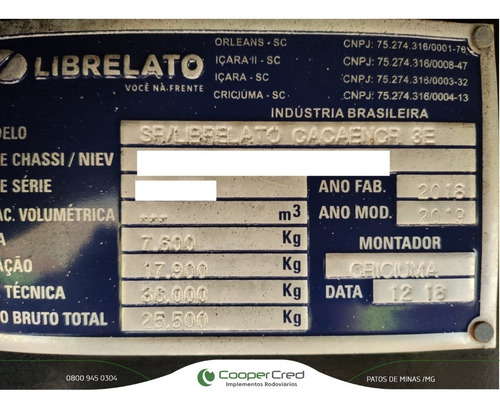 LIBRELATO
VOCÊ NA FRENTE
ORLEANS - SC CNPJ: 75.274.316/0001-76
IÇARA II - SC CNPJ: 75.274.316/0008-47
IÇARA - SC CNPJ: 75.274.316/0003-32
CRICIÚMA - SC CNPJ: 75.274.316/0004-13
INDÚSTRIA BRASILEIRA
DELO SR/LIBRELATO CACAENCR 3E
E CHASSI / NIEV
E SÉRIE ANO FAB. 2018
AC. VOLUMÉTRICA *** m3 ANO MOD. 2019
A 7.600 Kg MONTADOR
AÇÃO 17.900 Kg CRICIUMA
TÉCNICA 36.000 Kg DATA 12 18
O BRUTO TOTAL 25.500 Kg
0800 945 0304
CooperCred
Implementos Rodoviários
PATOS DE MINAS /MG